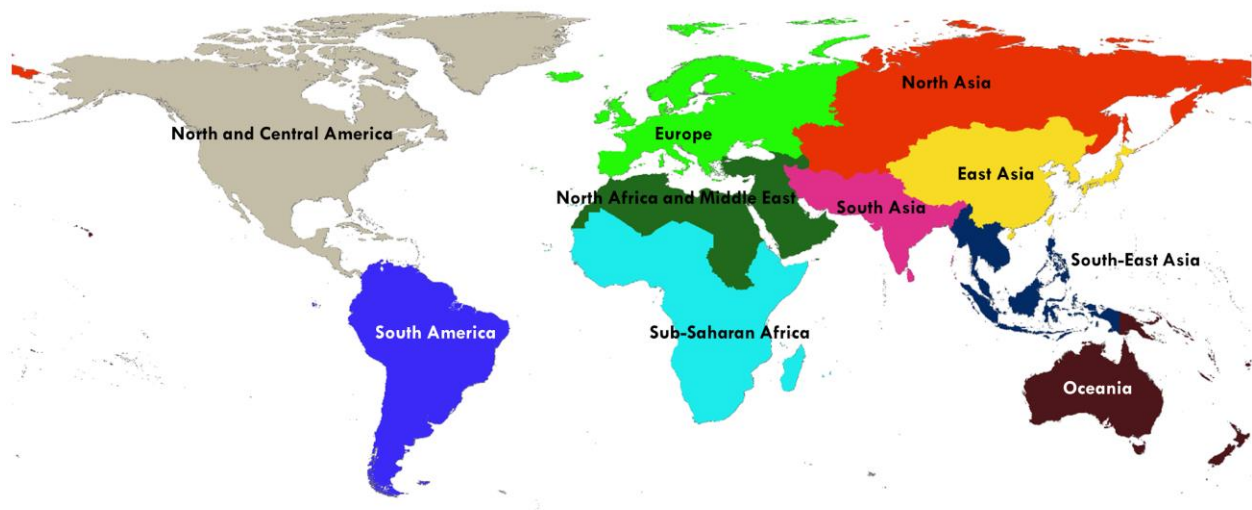 North Asia
North and Central America
Europe
East Asia
North Africa and Middle East
South Asia
South-East Asia
South America
Sub-Saharan Africa
Oceania